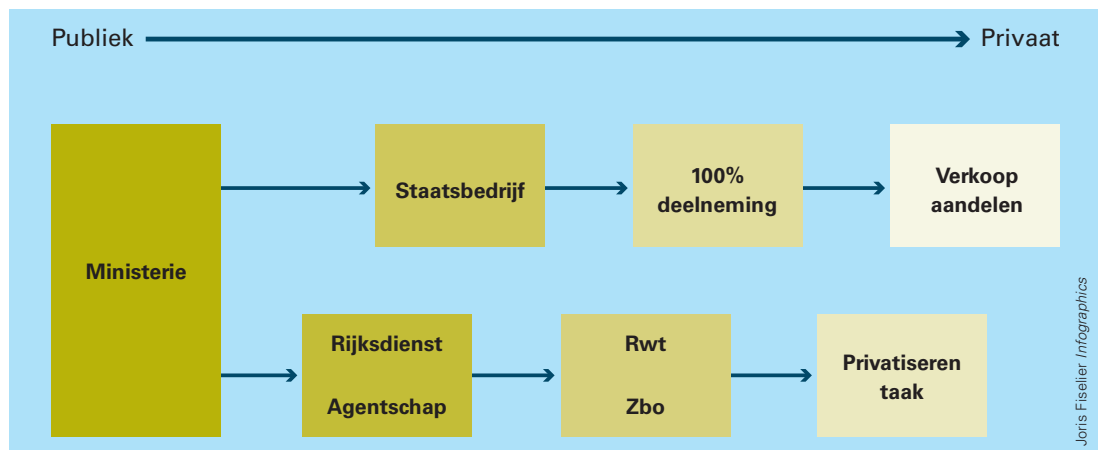 Publiek
Privaat
Ministerie
Staatsbedrijf
100%
deelneming
Verkoop
aandelen
Rijksdienst
Agentschap
Rwt
Zbo
Privatiseren
taak
Joris Fiselier Infographics